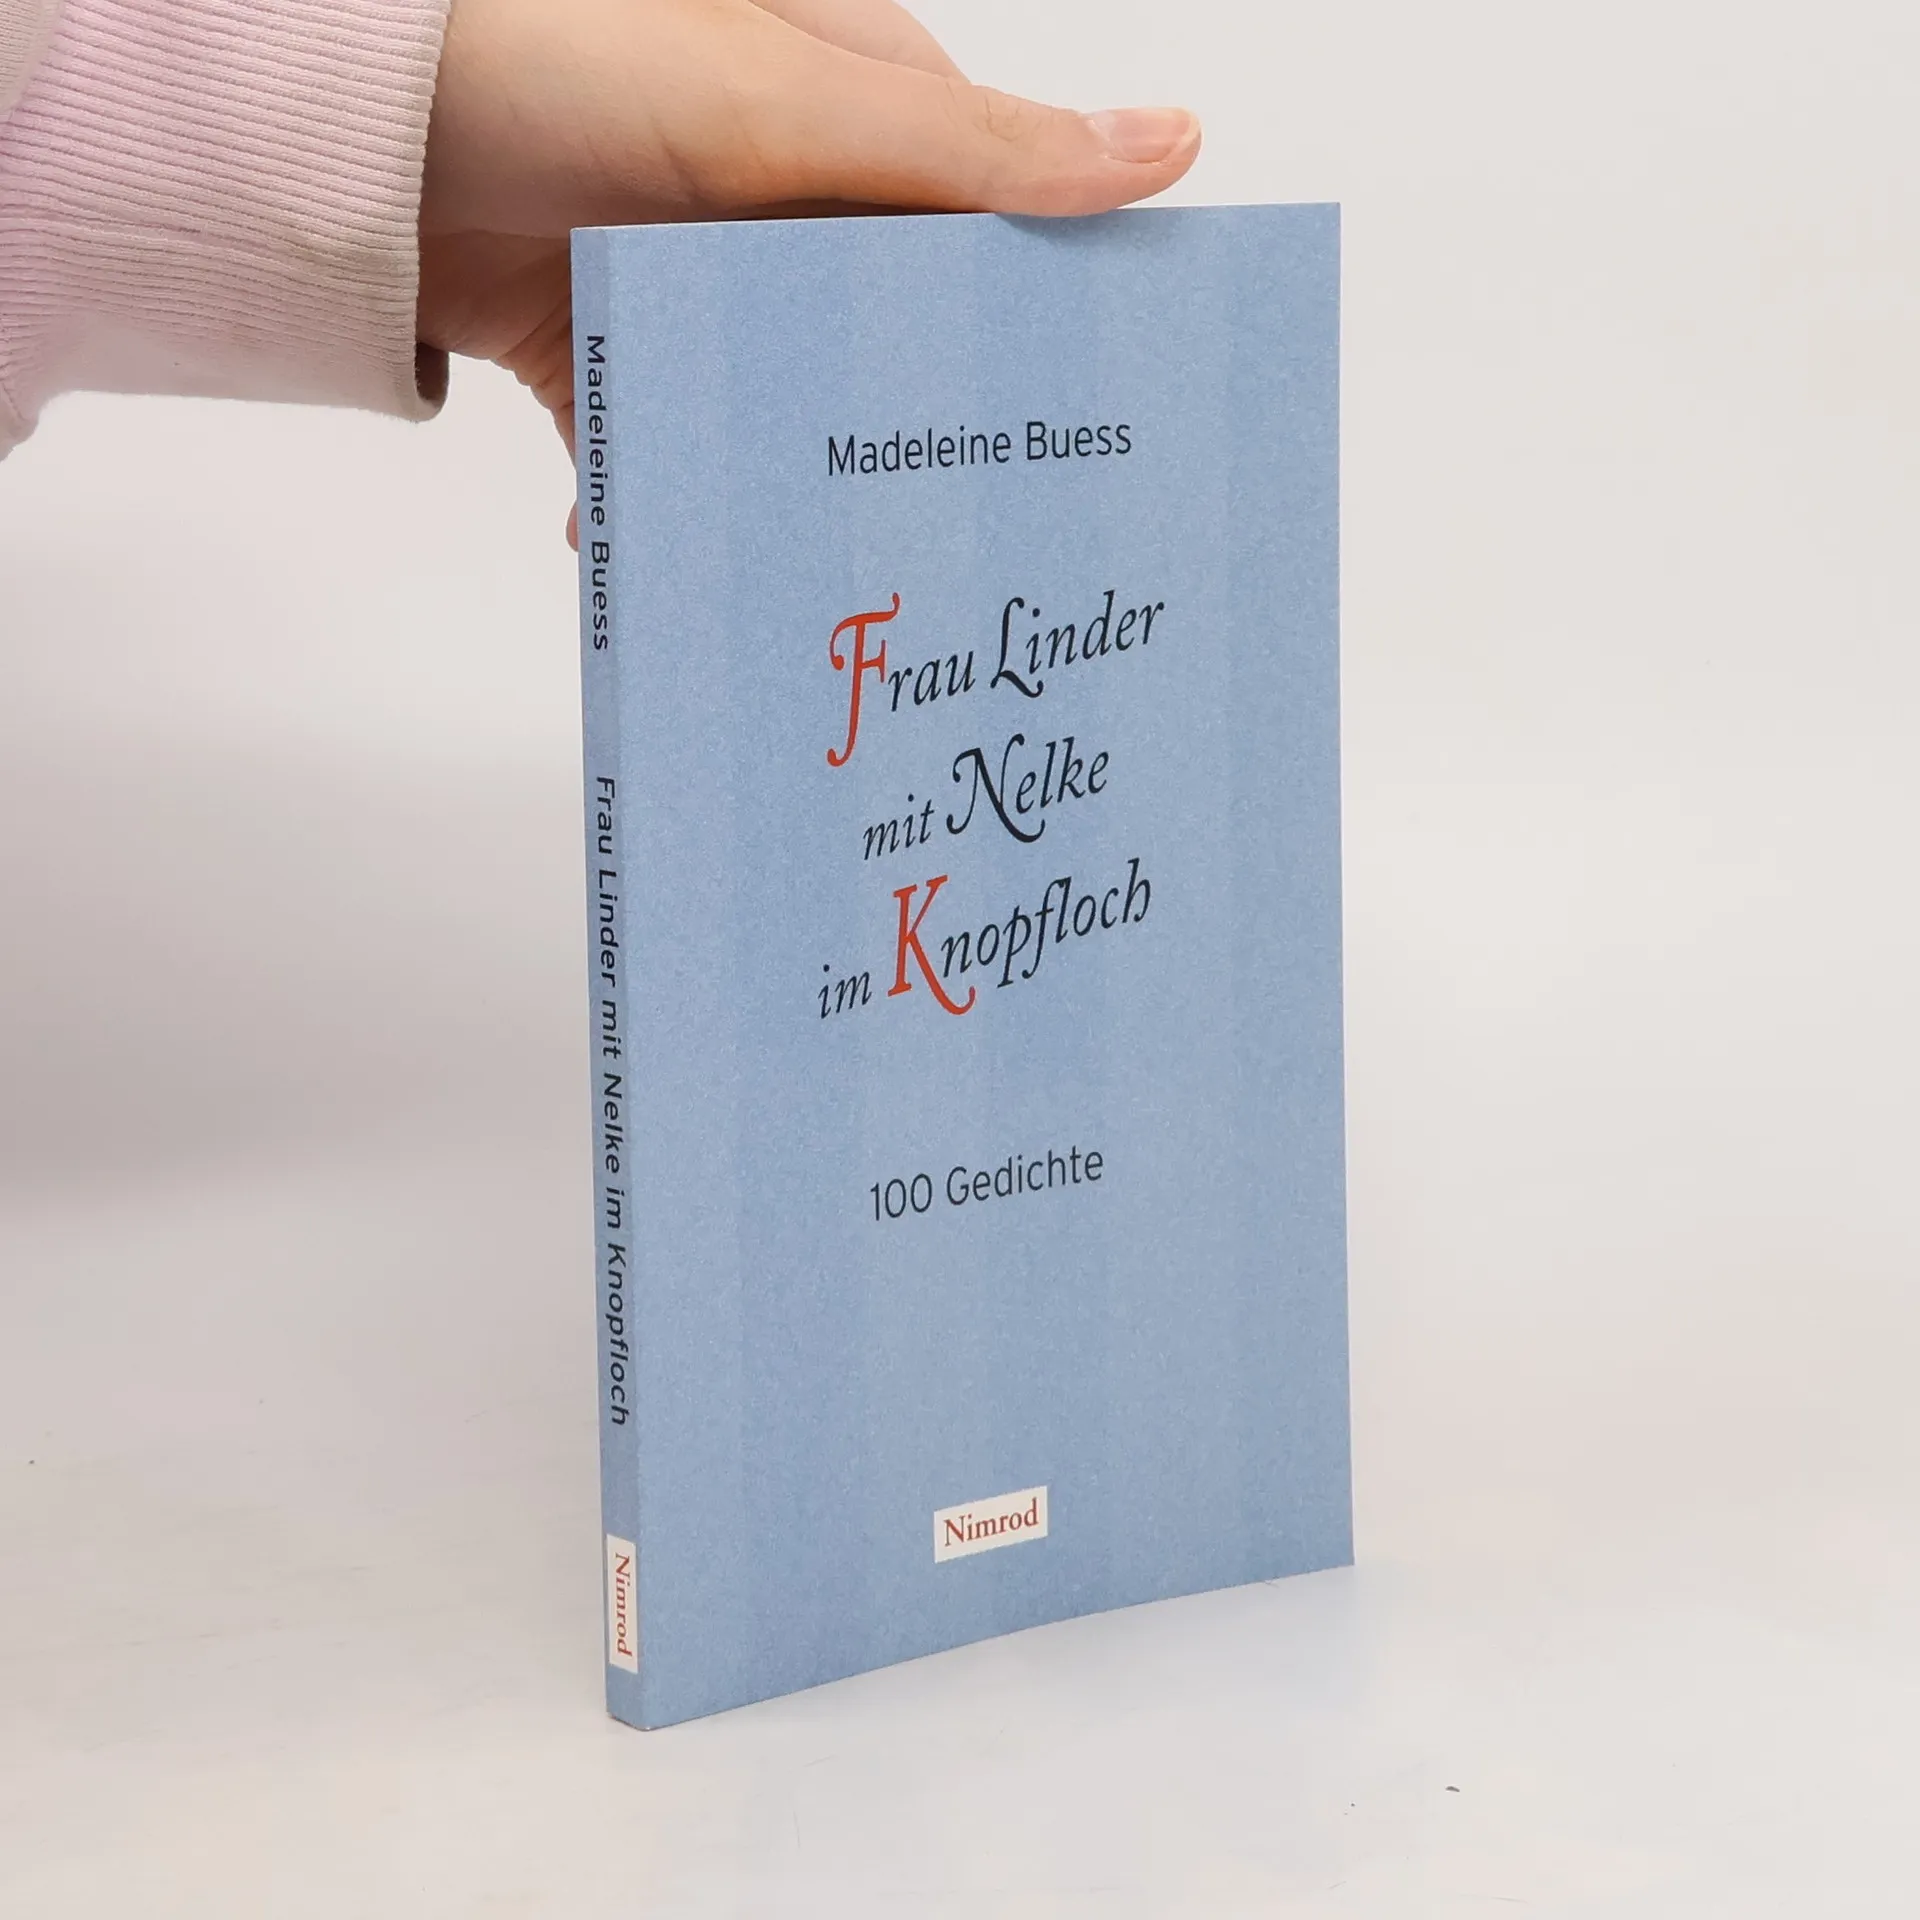 Madeleine Buess
Frau Linder
mit Nelke
im Knopfloch
100 Gedichte
Nimrod
Madeleine Buess Frau Linder mit Nelke im Knopfloch
Nimrod